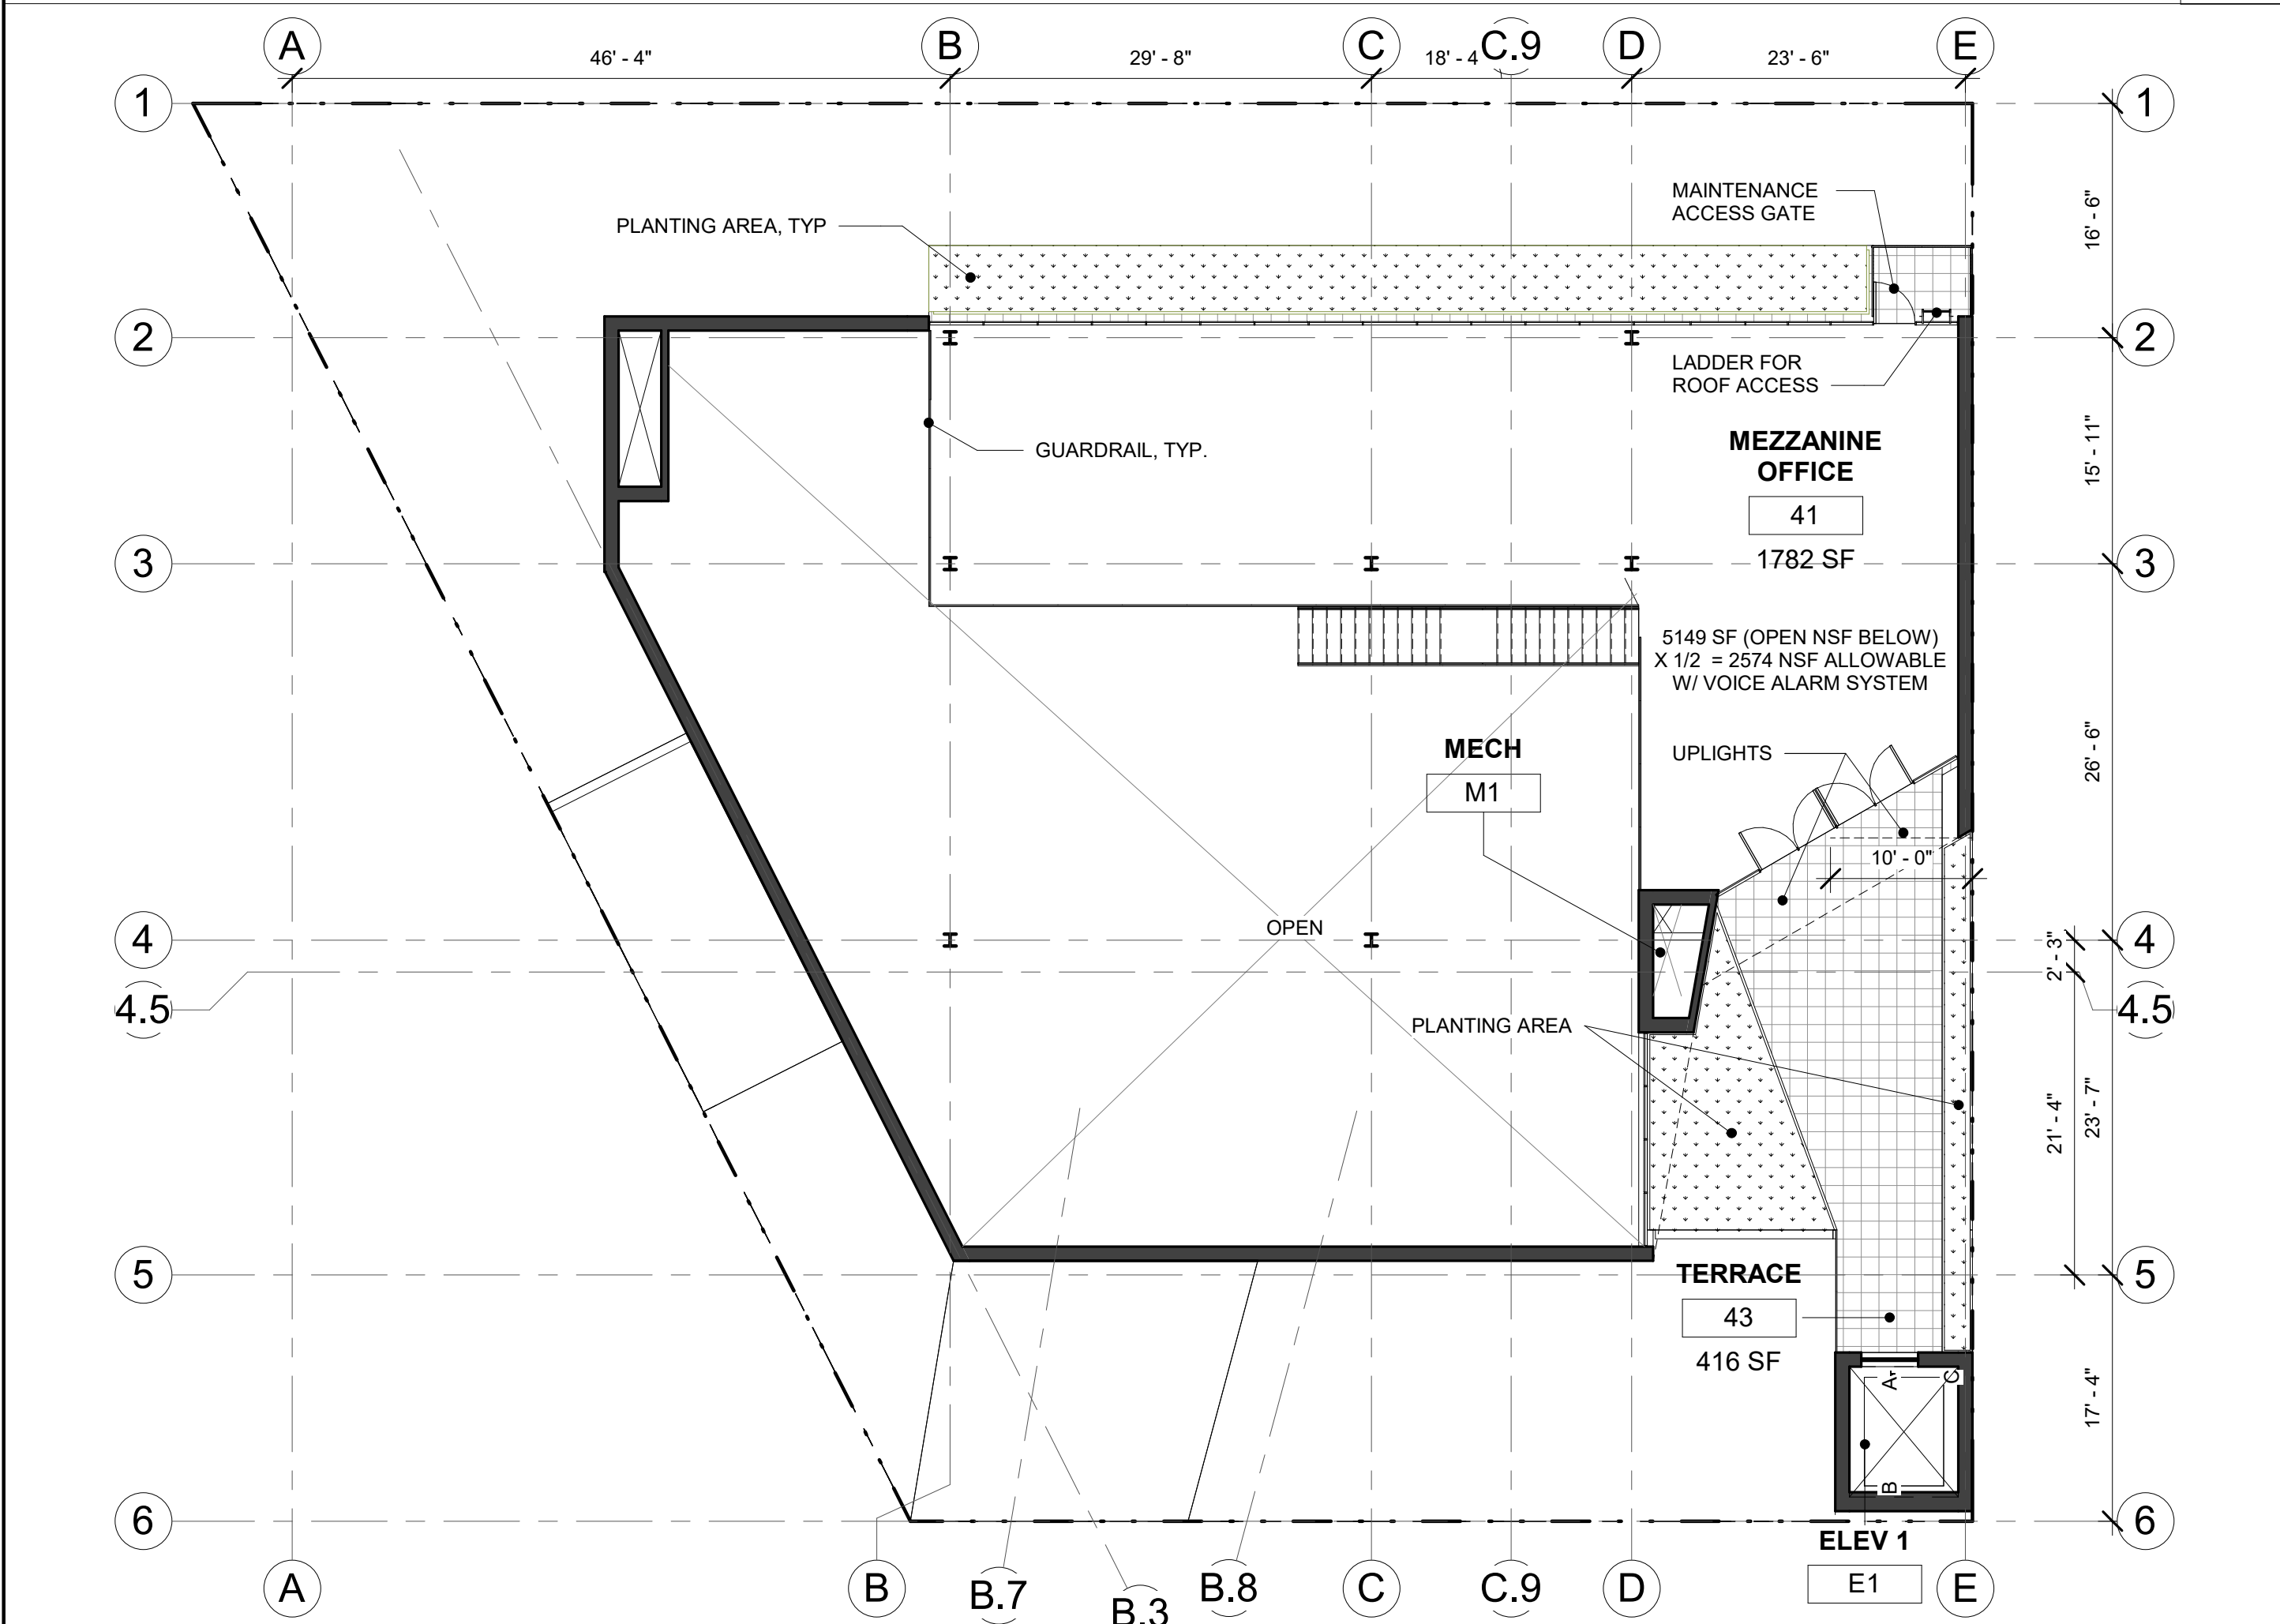 A
B
C
C.9
D
E
46' - 4"
29' - 8"
18' - 4
23' - 6"
1
1
MAINTENANCE
ACCESS GATE
PLANTING AREA, TYP
16' - 6"
2
2
LADDER FOR
ROOF ACCESS
GUARDRAIL, TYP.
MEZZANINE
OFFICE
41
1782 SF
15' - 11"
3
3
5149 SF (OPEN NSF BELOW)
X 1/2 = 2574 NSF ALLOWABLE
W/ VOICE ALARM SYSTEM
MECH
M1
UPLIGHTS
26' - 6"
10' - 0"
OPEN
4
4
2' - 3"
4.5
4.5
PLANTING AREA
21' - 4"
23' - 7"
5
5
TERRACE
43
416 SF
A
C
B
17' - 4"
6
6
ELEV 1
E1
A
B
B.7
B.3
B.8
C
C.9
D
E